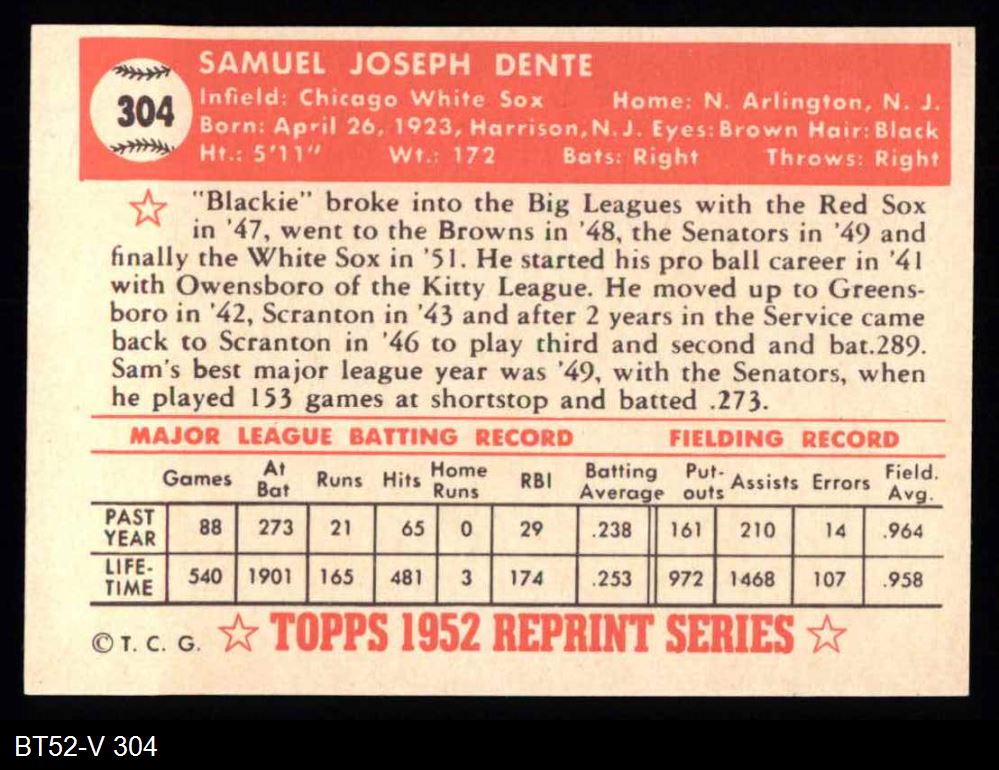 304
SAMUEL JOSEPH DENTE
Infield: Chicago White Sox Home: N. Arlington, N. J.
Born: April 26, 1923, Harrison, N.J. Eyes: Brown Hair: Black
Ht.: 5'11" Wt.: 172 Bats: Right Throws: Right
"Blackie" broke into the Big Leagues with the Red Sox
in '47, went to the Browns in '48, the Senators in '49 and
finally the White Sox in '51. He started his pro ball career in '41
with Owensboro of the Kitty League. He moved up to Greens-
boro in '42, Scranton in '43 and after 2 years in the Service came
back to Scranton in '46 to play third and second and bat.289.
Sam's best major league year was '49, with the Senators, when
he played 153 games at shortstop and batted .273.
MAJOR LEAGUE BATTING RECORD FIELDING RECORD
Games At Bat Runs Hits Home Runs RBI Batting Average Put-outs Assists Errors Field. Avg.
PAST YEAR 88 273 21 65 0 29 .238 161 210 14 .964
LIFE-TIME 540 1901 165 481 3 174 .253 972 1468 107 .958
© T. C. G. TOPPS 1952 REPRINT SERIES
BT52-V 304